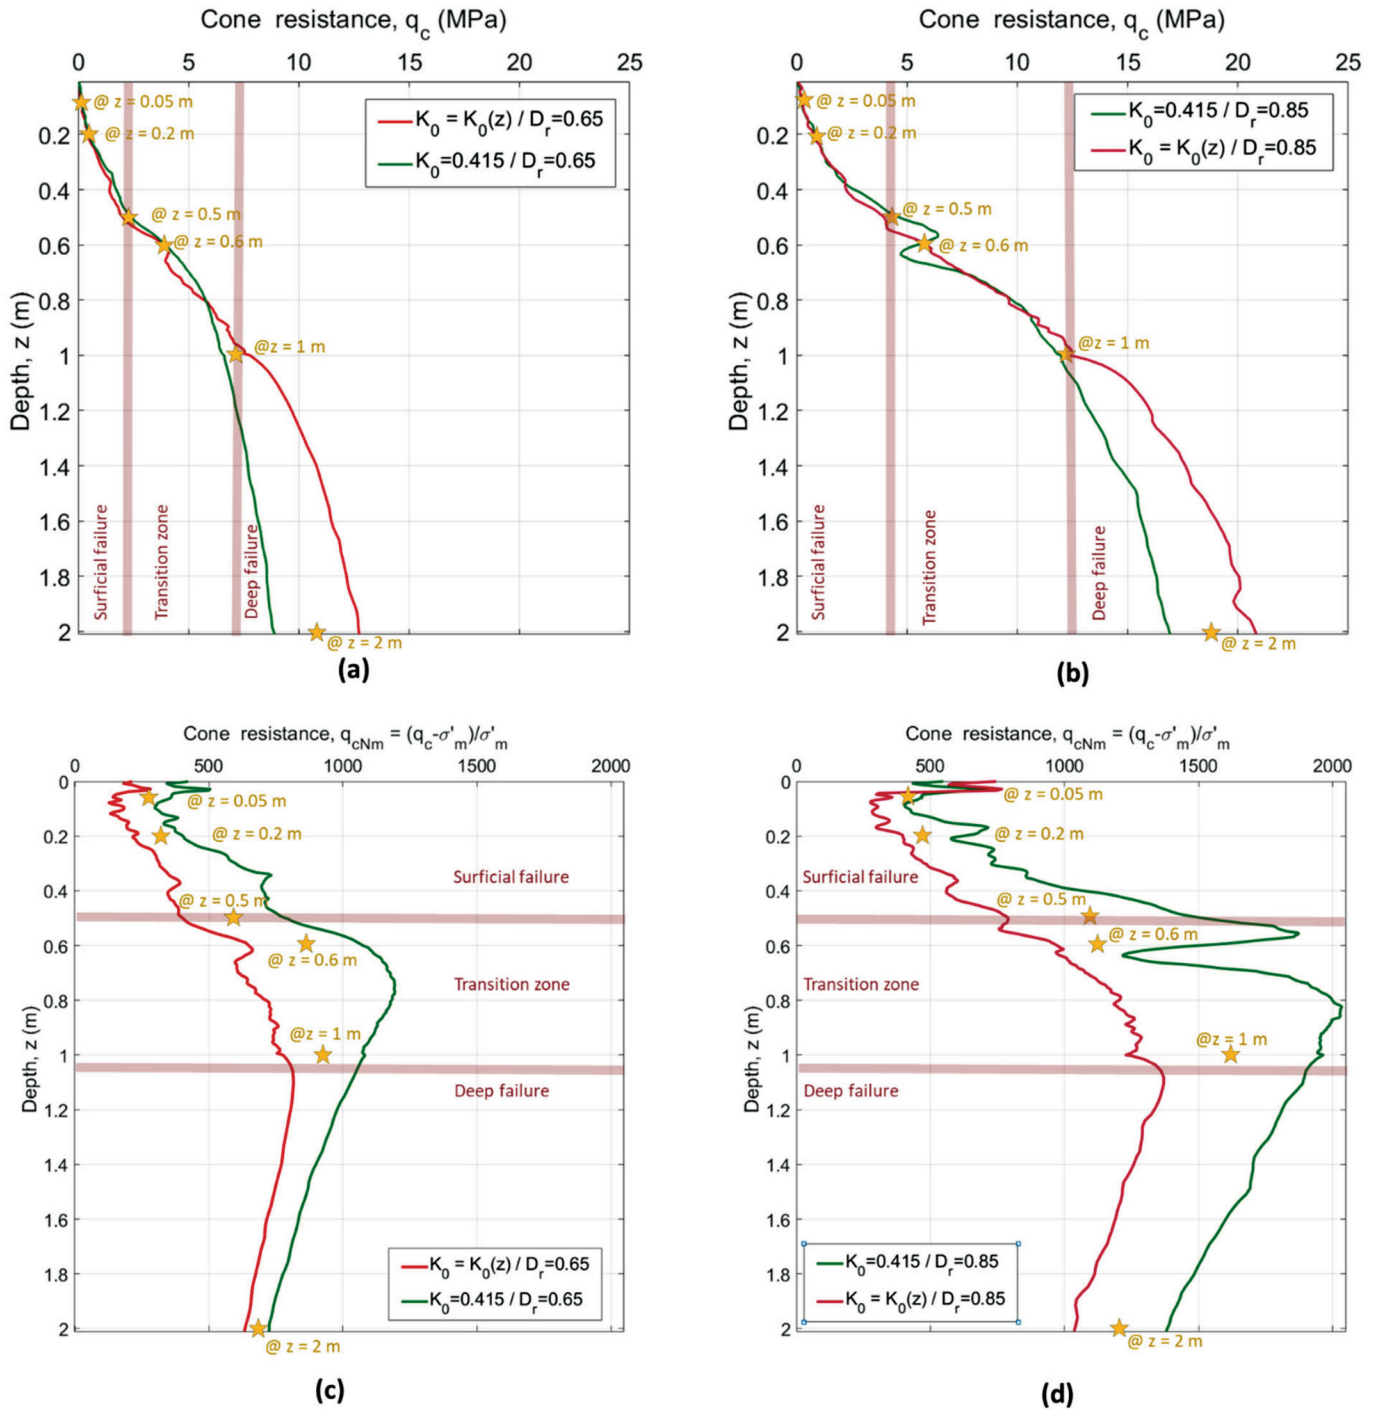 Cone resistance, q_c (MPa)
0 5 10 15 20 25
@ z = 0.05 m
@ z = 0.2 m
K_0 = K_0(z) / D_r=0.65
K_0=0.415 / D_r=0.65
@ z = 0.5 m
@ z = 0.6 m
@z = 1 m
@ z = 2 m
Depth, z (m)
0.2
0.4
0.6
0.8
1
1.2
1.4
1.6
1.8
2
Surficial failure
Transition zone
Deep failure
(a)
Cone resistance, q_c (MPa)
0 5 10 15 20 25
@ z = 0.05 m
@ z = 0.2 m
K_0=0.415 / D_r=0.85
K_0 = K_0(z) / D_r=0.85
@ z = 0.5 m
@ z = 0.6 m
@z = 1 m
@ z = 2 m
Depth, z (m)
0.2
0.4
0.6
0.8
1
1.2
1.4
1.6
1.8
2
Surficial failure
Transition zone
Deep failure
(b)
Cone resistance, q_cNm = (q_c-σ'_m)/σ'_m
0 500 1000 1500 2000
0
0.2
0.4
0.6
0.8
1
1.2
1.4
1.6
1.8
2
Depth, z (m)
@ z = 0.05 m
@ z = 0.2 m
Surficial failure
@ z = 0.5 m
@ z = 0.6 m
Transition zone
@z = 1 m
Deep failure
K_0 = K_0(z) / D_r=0.65
K_0=0.415 / D_r=0.65
@ z = 2 m
(c)
Cone resistance, q_cNm = (q_c-σ'_m)/σ'_m
0 500 1000 1500 2000
0
0.2
0.4
0.6
0.8
1
1.2
1.4
1.6
1.8
2
Depth, z (m)
@ z = 0.05 m
@ z = 0.2 m
Surficial failure
@ z = 0.5 m
@ z = 0.6 m
Transition zone
@z = 1 m
Deep failure
K_0=0.415 / D_r=0.85
K_0 = K_0(z) / D_r=0.85
@ z = 2 m
(d)